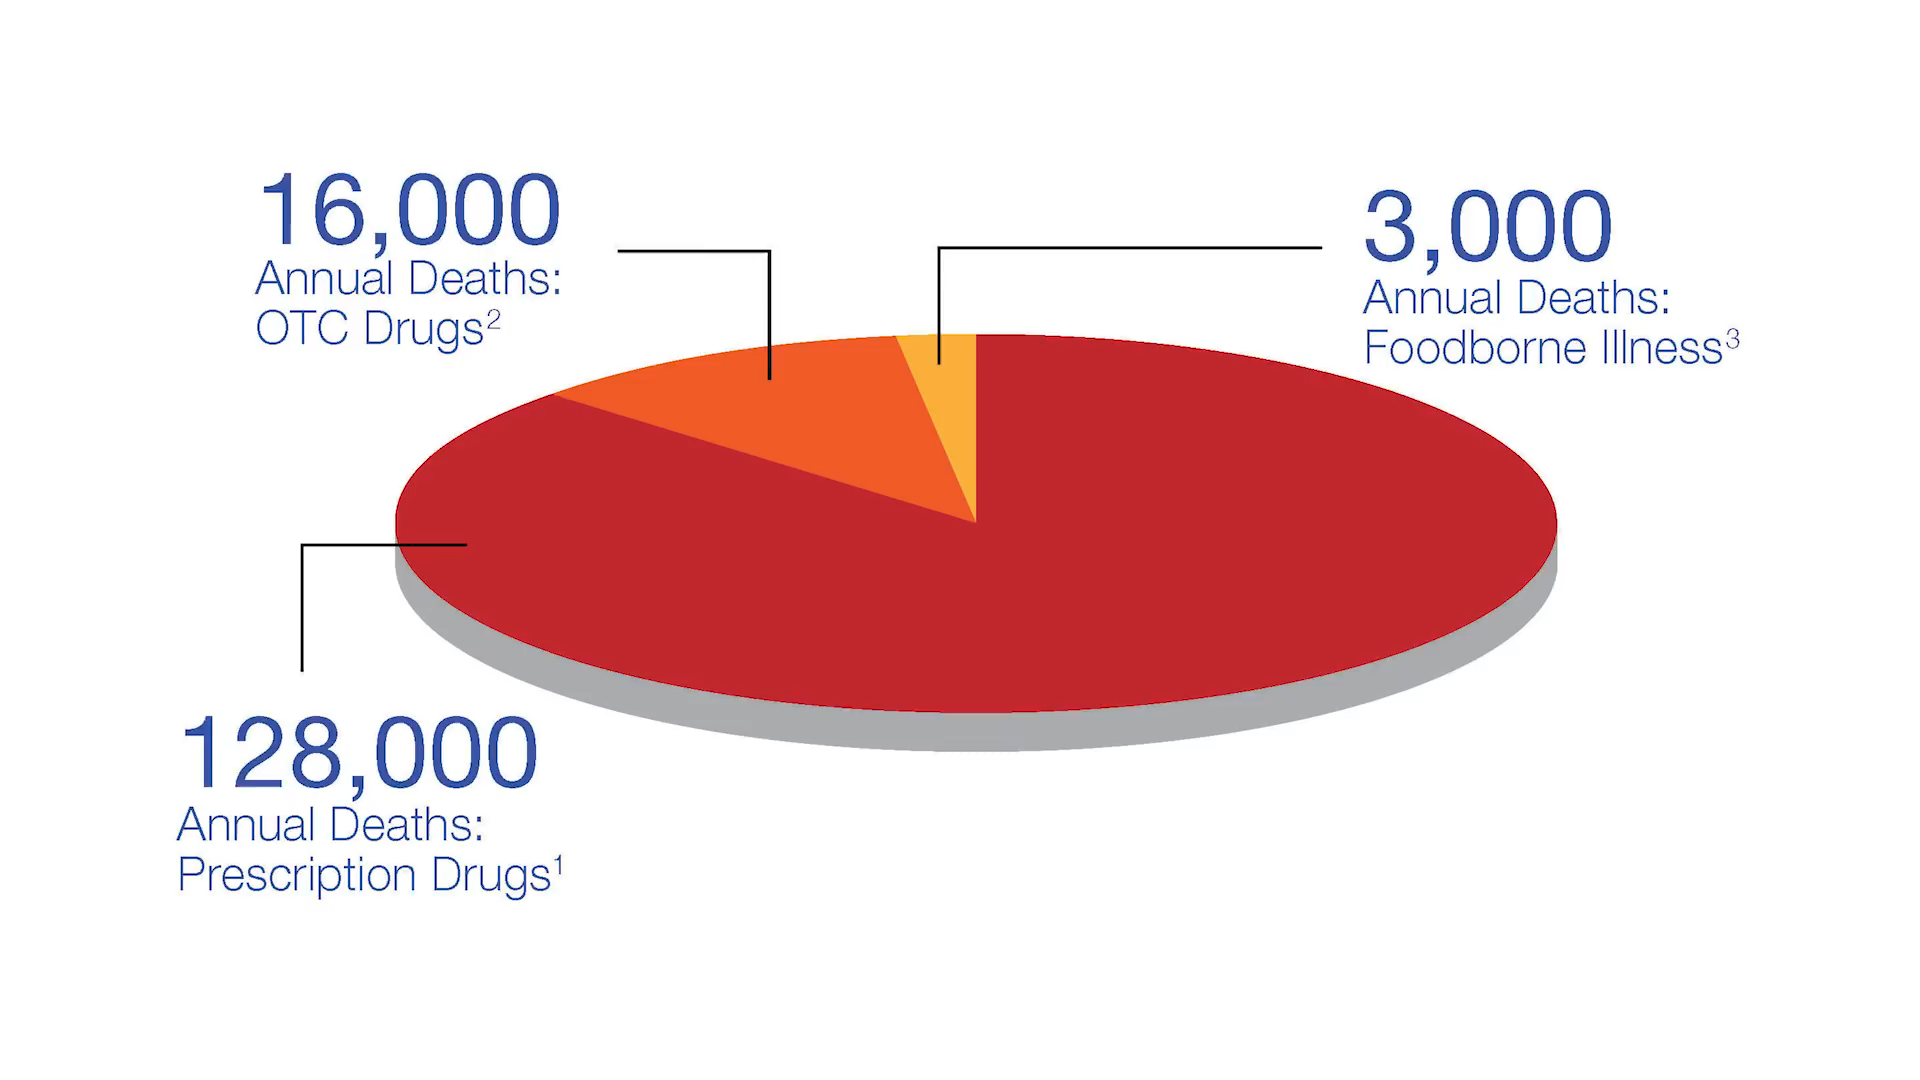 16,000
Annual Deaths:
OTC Drugs²
3,000
Annual Deaths:
Foodborne Illness³
128,000
Annual Deaths:
Prescription Drugs¹